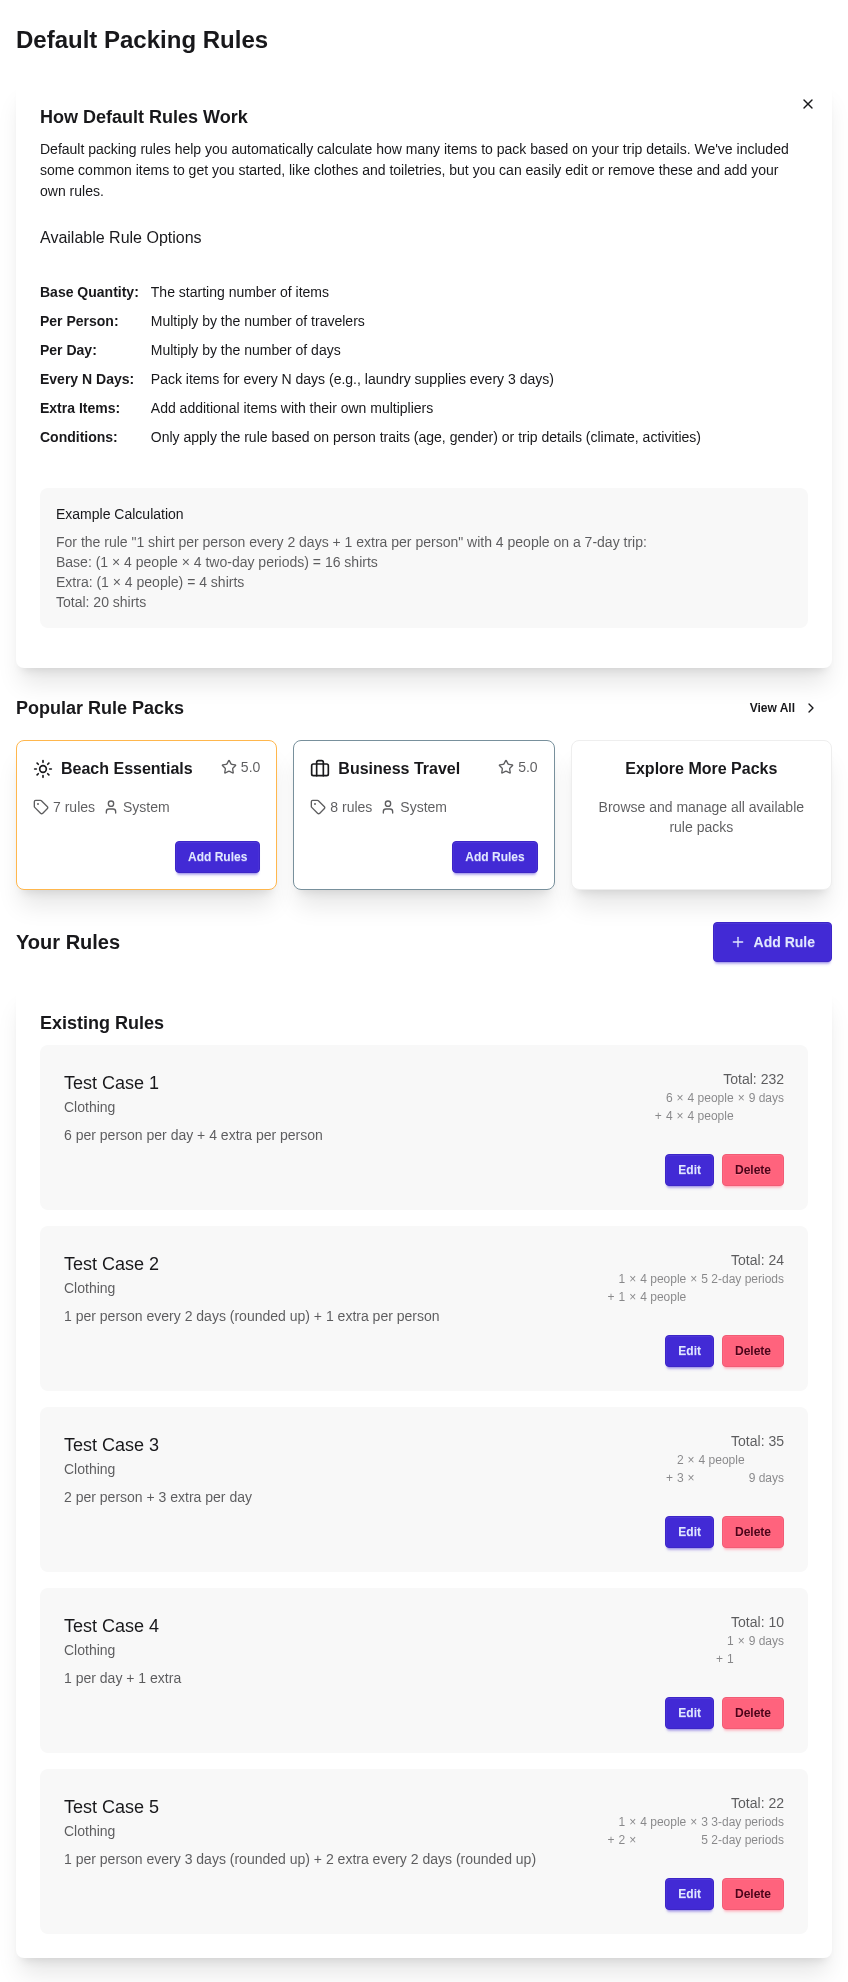 Default Packing Rules
How Default Rules Work
Default packing rules help you automatically calculate how many items to pack based on your trip details. We've included
some common items to get you started, like clothes and toiletries, but you can easily edit or remove these and add your
own rules.
Available Rule Options
Base Quantity: The starting number of items
Per Person: Multiply by the number of travelers
Per Day: Multiply by the number of days
Every N Days: Pack items for every N days (e.g., laundry supplies every 3 days)
Extra Items: Add additional items with their own multipliers
Conditions: Only apply the rule based on person traits (age, gender) or trip details (climate, activities)
Example Calculation
For the rule "1 shirt per person every 2 days + 1 extra per person" with 4 people on a 7-day trip:
Base: (1 × 4 people × 4 two-day periods) = 16 shirts
Extra: (1 × 4 people) = 4 shirts
Total: 20 shirts
Popular Rule Packs
View All
Beach Essentials 5.0
7 rules System
Add Rules
Business Travel 5.0
8 rules System
Add Rules
Explore More Packs
Browse and manage all available
rule packs
Your Rules
Add Rule
Existing Rules
Test Case 1
Clothing
6 per person per day + 4 extra per person
Total: 232
6 × 4 people × 9 days
+ 4 × 4 people
Edit Delete
Test Case 2
Clothing
1 per person every 2 days (rounded up) + 1 extra per person
Total: 24
1 × 4 people × 5 2-day periods
+ 1 × 4 people
Edit Delete
Test Case 3
Clothing
2 per person + 3 extra per day
Total: 35
2 × 4 people
+ 3 × 9 days
Edit Delete
Test Case 4
Clothing
1 per day + 1 extra
Total: 10
1 × 9 days
+ 1
Edit Delete
Test Case 5
Clothing
1 per person every 3 days (rounded up) + 2 extra every 2 days (rounded up)
Total: 22
1 × 4 people × 3 3-day periods
+ 2 × 5 2-day periods
Edit Delete